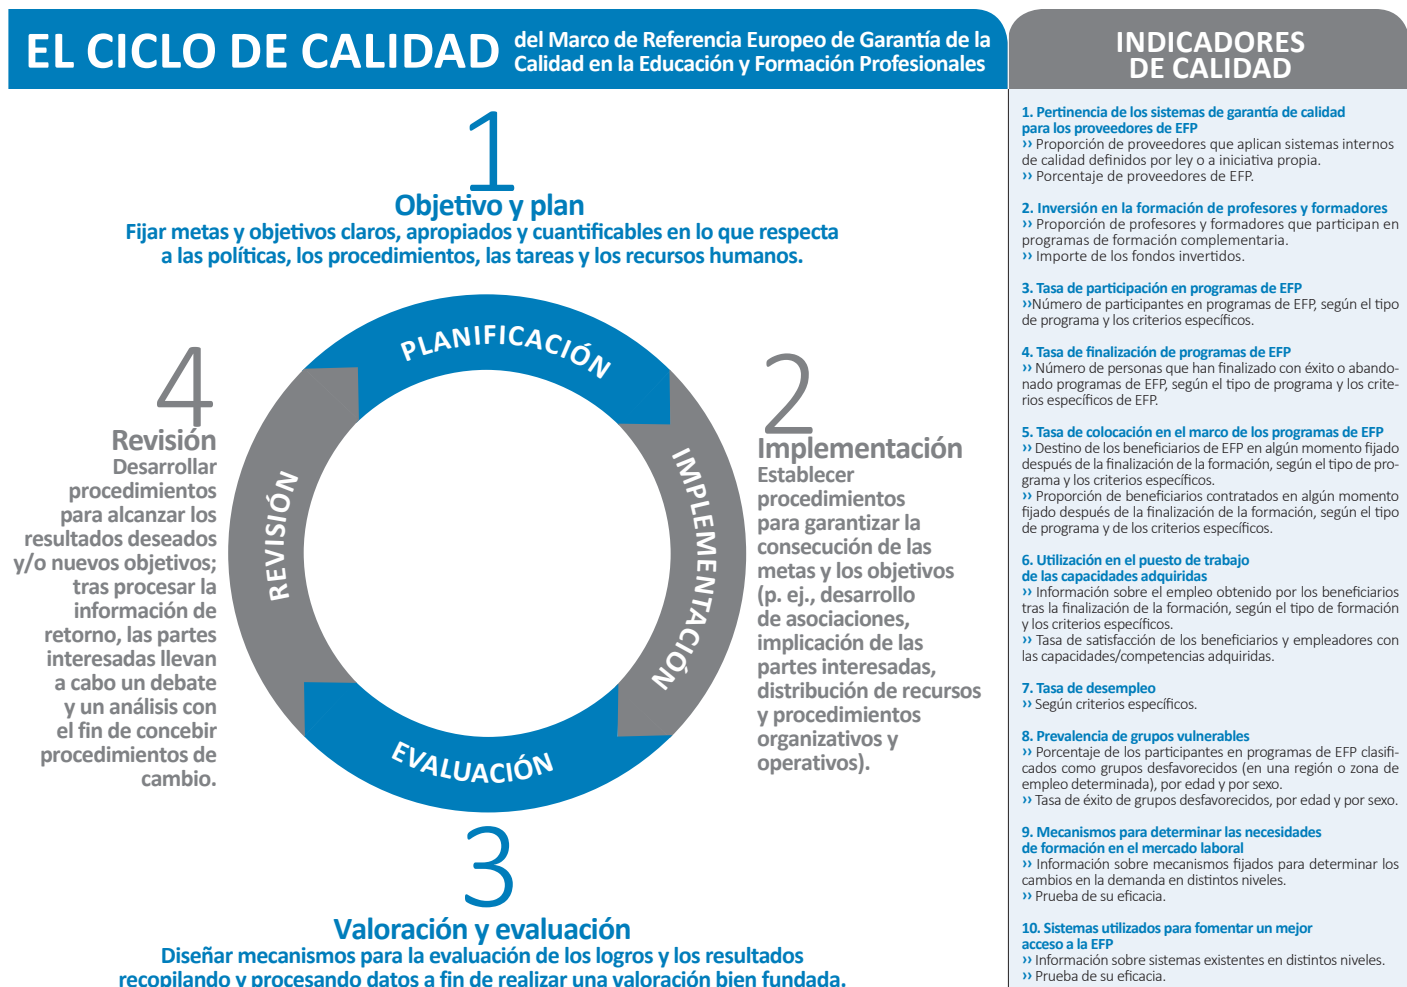 EL CICLO DE CALIDAD
del Marco de Referencia Europeo de Garantía de la
Calidad en la Educación y Formación Profesionales
1
Objetivo y plan
Fijar metas y objetivos claros, apropiados y cuantificables en lo que respecta
a las políticas, los procedimientos, las tareas y los recursos humanos.
PLANIFICACIÓN
2
Implementación
Establecer
procedimientos
para garantizar la
consecución de las
metas y los objetivos
(p. ej., desarrollo
de asociaciones,
implicación de las
partes interesadas,
distribución de recursos
y procedimientos
organizativos y
operativos).
IMPLEMENTACIÓN
EVALUACIÓN
3
Valoración y evaluación
Diseñar mecanismos para la evaluación de los logros y los resultados
recopilando y procesando datos a fin de realizar una valoración bien fundada.
4
Revisión
Desarrollar
procedimientos
para alcanzar los
resultados deseados
y/o nuevos objetivos;
tras procesar la
información de
retorno, las partes
interesadas llevan
a cabo un debate
y un análisis con
el fin de concebir
procedimientos de
cambio.
REVISIÓN
INDICADORES
DE CALIDAD
1. Pertinencia de los sistemas de garantía de calidad
para los proveedores de EFP
›› Proporción de proveedores que aplican sistemas internos
de calidad definidos por ley o a iniciativa propia.
›› Porcentaje de proveedores de EFP.
2. Inversión en la formación de profesores y formadores
›› Proporción de profesores y formadores que participan en
programas de formación complementaria.
›› Importe de los fondos invertidos.
3. Tasa de participación en programas de EFP
››Número de participantes en programas de EFP, según el tipo
de programa y los criterios específicos.
4. Tasa de finalización de programas de EFP
›› Número de personas que han finalizado con éxito o abando-
nado programas de EFP, según el tipo de programa y los crite-
rios específicos de EFP.
5. Tasa de colocación en el marco de los programas de EFP
›› Destino de los beneficiarios de EFP en algún momento fijado
después de la finalización de la formación, según el tipo de pro-
grama y los criterios específicos.
›› Proporción de beneficiarios contratados en algún momento
fijado después de la finalización de la formación, según el tipo
de programa y de los criterios específicos.
6. Utilización en el puesto de trabajo
de las capacidades adquiridas
›› Información sobre el empleo obtenido por los beneficiarios
tras la finalización de la formación, según el tipo de formación
y los criterios específicos.
›› Tasa de satisfacción de los beneficiarios y empleadores con
las capacidades/competencias adquiridas.
7. Tasa de desempleo
›› Según criterios específicos.
8. Prevalencia de grupos vulnerables
›› Porcentaje de los participantes en programas de EFP clasifi-
cados como grupos desfavorecidos (en una región o zona de
empleo determinada), por edad y por sexo.
›› Tasa de éxito de grupos desfavorecidos, por edad y por sexo.
9. Mecanismos para determinar las necesidades
de formación en el mercado laboral
›› Información sobre mecanismos fijados para determinar los
cambios en la demanda en distintos niveles.
›› Prueba de su eficacia.
10. Sistemas utilizados para fomentar un mejor
acceso a la EFP
›› Información sobre sistemas existentes en distintos niveles.
›› Prueba de su eficacia.